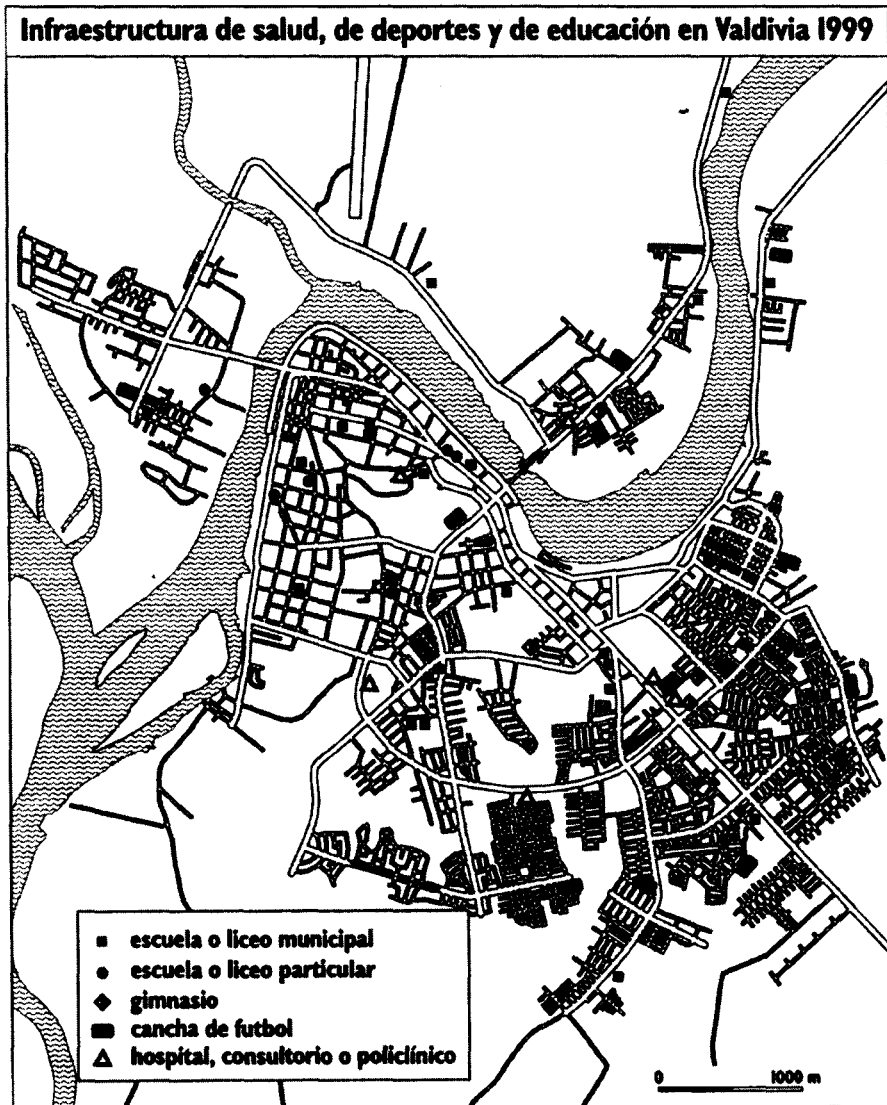 Infraestructura de salud, de deportes y de educación en Valdivia 1999
escuela o liceo municipal
escuela o liceo particular
gimnasio
cancha de futbol
hospital, consultorio o policlínico
0 1000 m